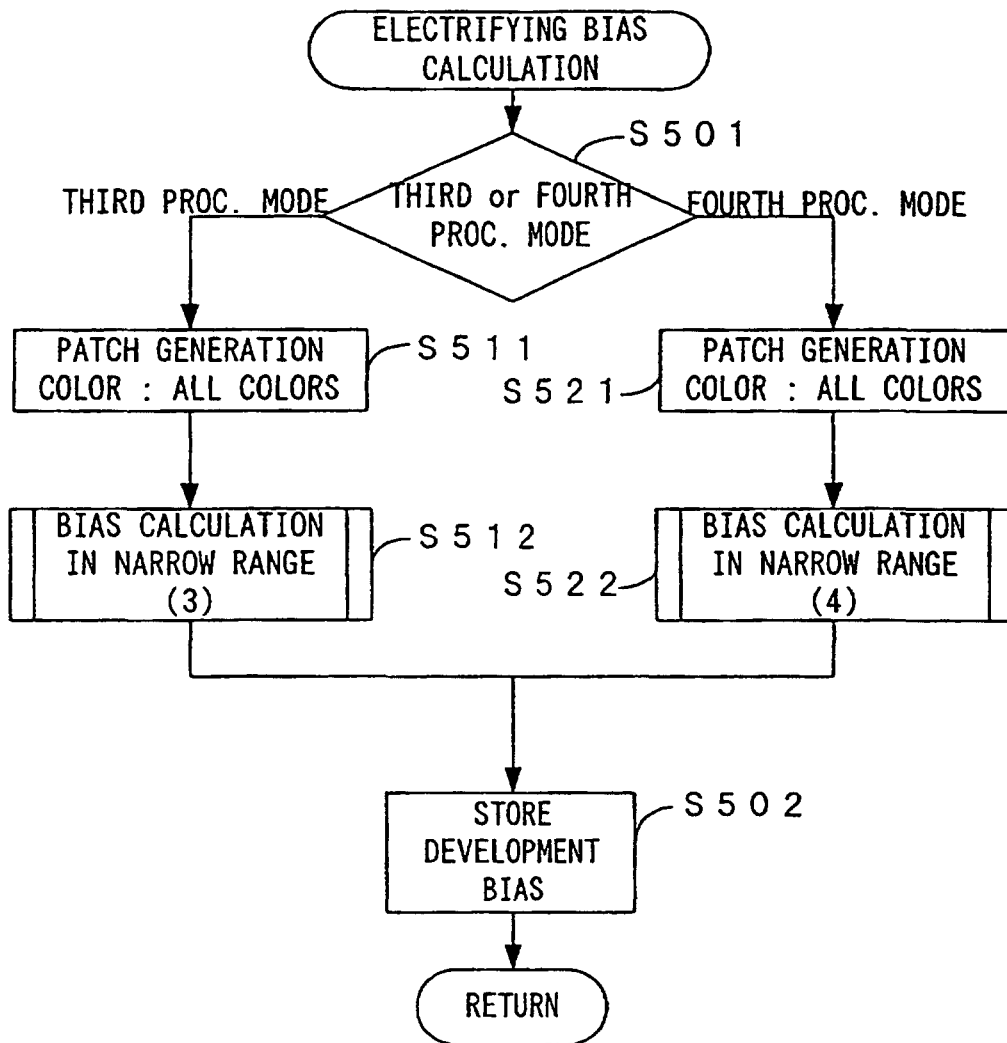 ELECTRIFYING BIAS
CALCULATION
S501
THIRD PROC. MODE
THIRD or FOURTH
PROC. MODE
FOURTH PROC. MODE
PATCH GENERATION
COLOR : ALL COLORS
S511
S521
PATCH GENERATION
COLOR : ALL COLORS
BIAS CALCULATION
IN NARROW RANGE
(3)
S512
S522
BIAS CALCULATION
IN NARROW RANGE
(4)
STORE
DEVELOPMENT
BIAS
S502
RETURN